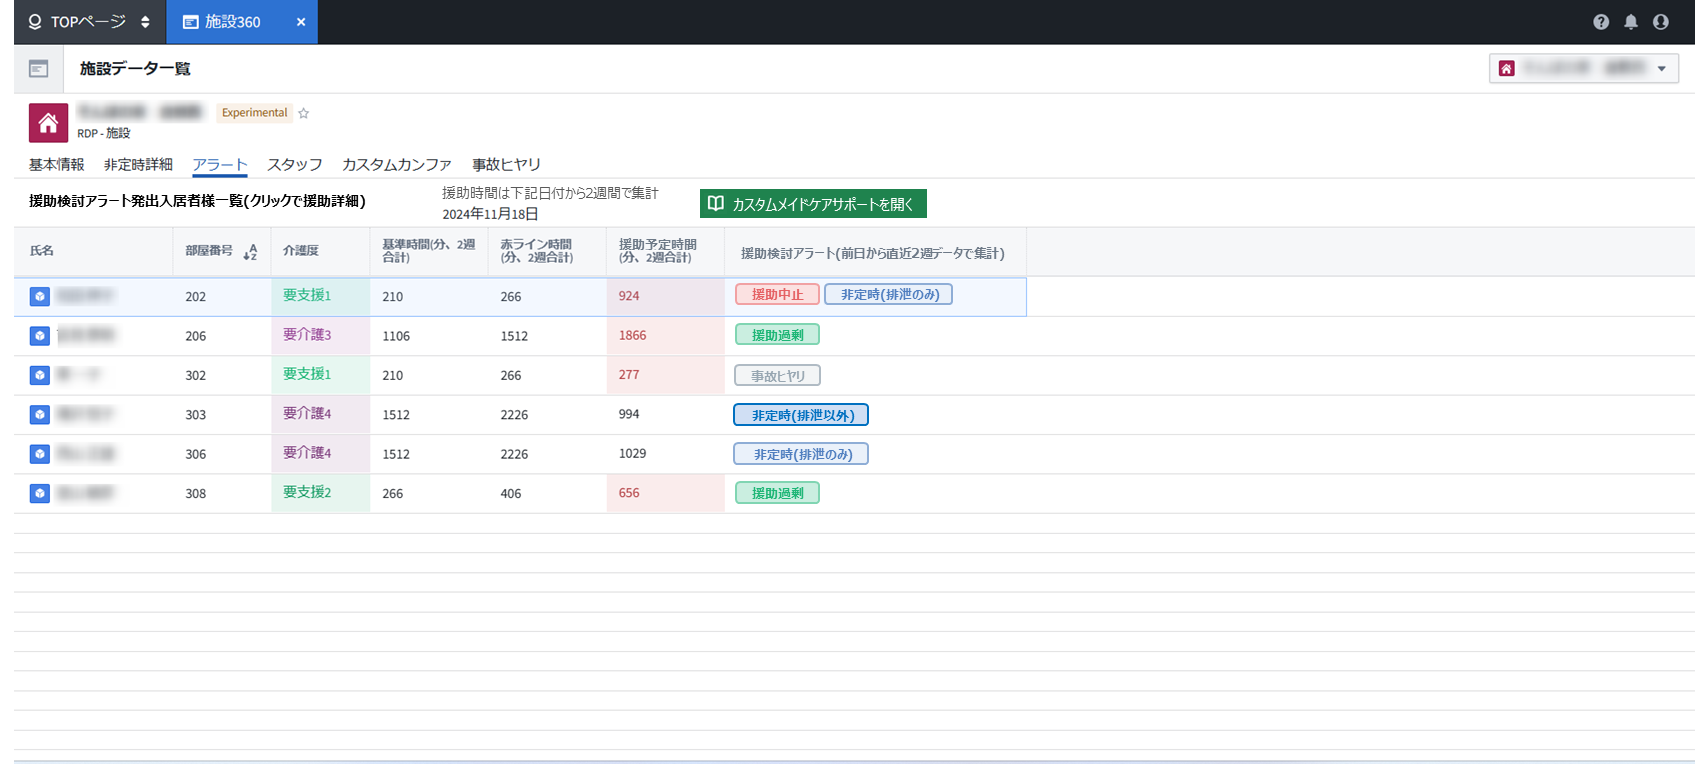 TOPページ 施設360
施設データ一覧
Experimental
RDP - 施設
基本情報 非定時詳細 アラート スタッフ カスタムカンファ 事故ヒヤリ
援助検討アラート発出入居者様一覧(クリックで援助詳細)
援助時間は下記日付から2週間で集計
2024年11月18日
カスタムメイドケアサポートを開く
氏名 部屋番号 介護度 基準時間(分、2週合計) 赤ライン時間(分、2週合計) 援助予定時間(分、2週合計) 援助検討アラート(前日から直近2週データで集計)
202 要支援1 210 266 924 援助中止 非定時(排泄のみ)
206 要介護3 1106 1512 1866 援助過剰
302 要支援1 210 266 277 事故ヒヤリ
303 要介護4 1512 2226 994 非定時(排泄以外)
306 要介護4 1512 2226 1029 非定時(排泄のみ)
308 要支援2 266 406 656 援助過剰